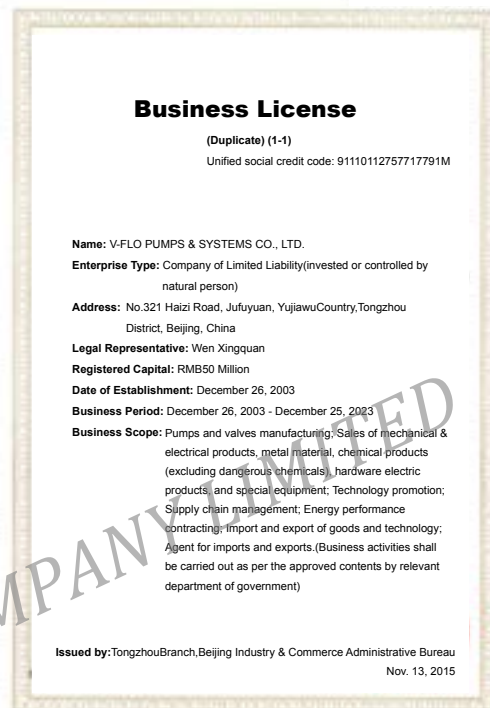 Business License
(Duplicate) (1-1)
Unified social credit code: 91110112757717791M
Name: V-FLO PUMPS & SYSTEMS CO., LTD.
Enterprise Type: Company of Limited Liability(invested or controlled by
natural person)
Address: No.321 Haizi Road, Jufuyuan, YujiawuCountry,Tongzhou
District, Beijing, China
Legal Representative: Wen Xingquan
Registered Capital: RMB50 Million
Date of Establishment: December 26, 2003
Business Period: December 26, 2003 - December 25, 2023
Business Scope: Pumps and valves manufacturing; Sales of mechanical &
electrical products, metal material, chemical products
(excluding dangerous chemicals), hardware electric
products, and special equipment; Technology promotion;
Supply chain management; Energy performance
contracting; Import and export of goods and technology;
Agent for imports and exports.(Business activities shall
be carried out as per the approved contents by relevant
department of government)
MPANY LIMITED
Issued by:TongzhouBranch,Beijing Industry & Commerce Administrative Bureau
Nov. 13, 2015